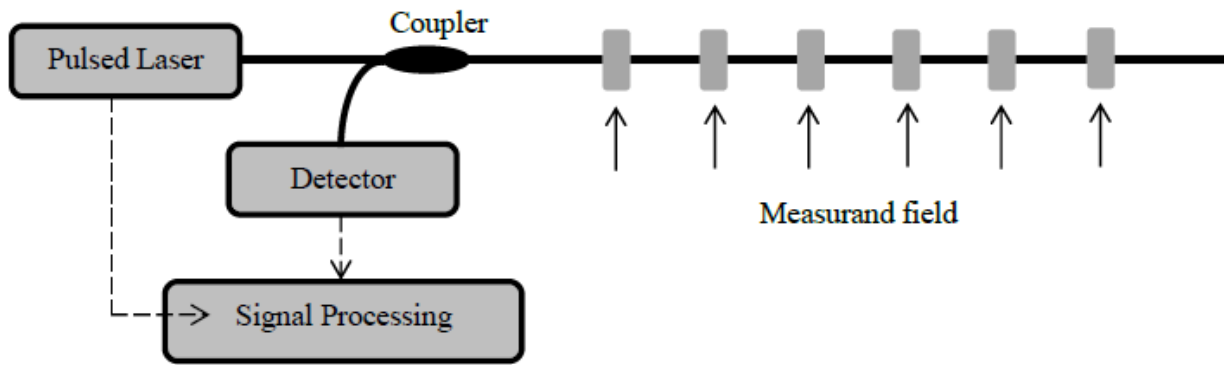 Coupler
Pulsed Laser
Detector
Measurand field
Signal Processing